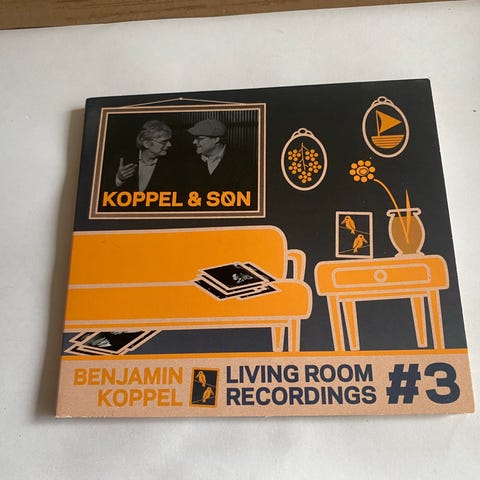 KOPPEL & SØN
BENJAMIN
KOPPEL
LIVING ROOM
RECORDINGS
#3